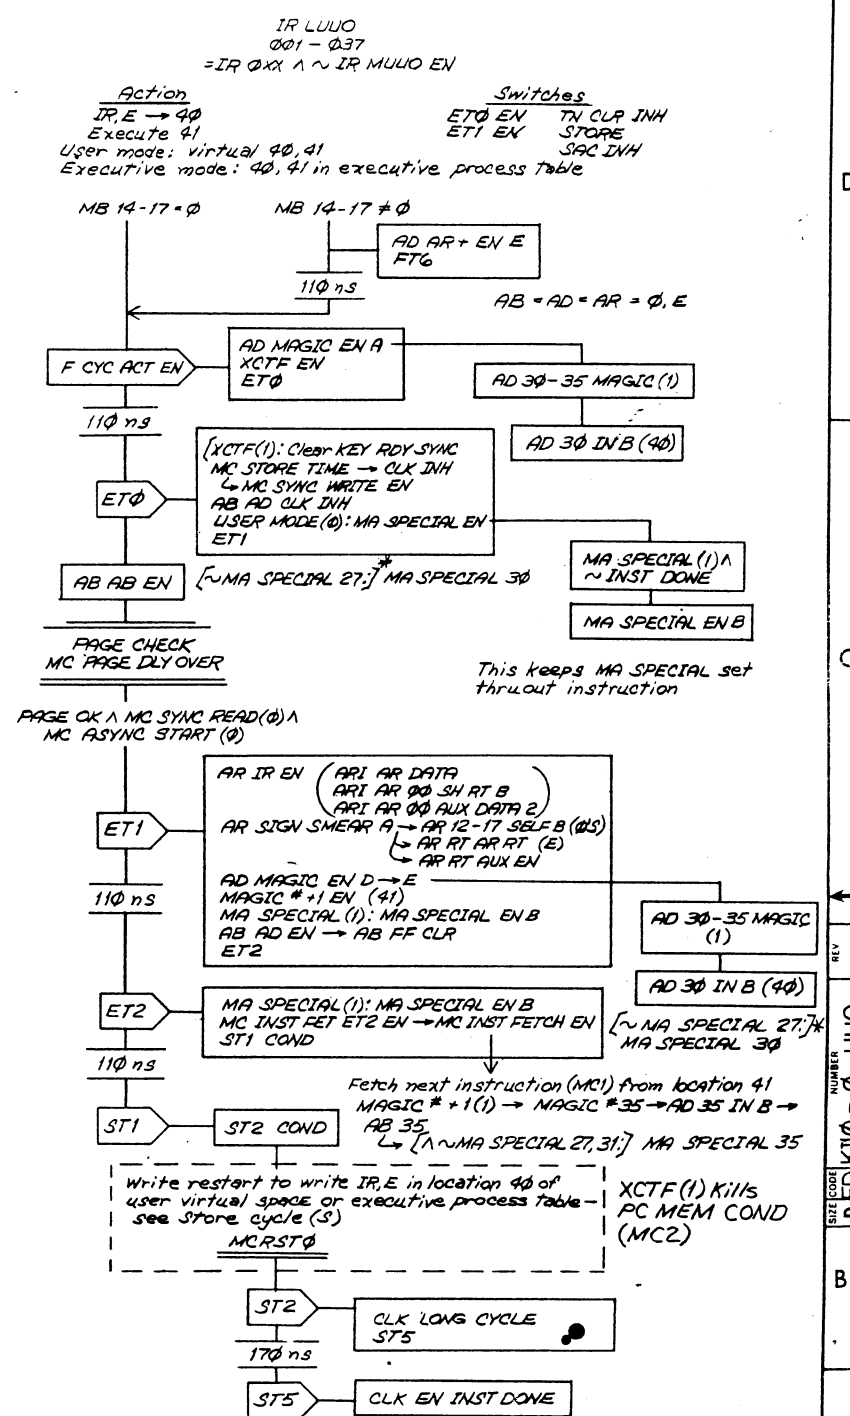 IR LUUO
ØØ1 - Ø37
=IR ØXX ∧ ~ IR MUUO EN
Action
IR, E → 4Ø
Execute 41
User mode: virtual 4Ø, 41
Executive mode: 4Ø, 41 in executive process table
Switches
ETØ EN TN CLR INH
ET1 EN STORE
SAC INH
MB 14-17 = Ø
MB 14-17 ≠ Ø
AD AR+ EN E
FT6
11Ø ns
AB = AD = AR = Ø, E
F CYC ACT EN
AD MAGIC EN A
XCTF EN
ETØ
AD 3Ø-35 MAGIC (1)
AD 3Ø IN B (4Ø)
11Ø ns
ETØ
[XCTF(1): Clear KEY RDY SYNC
MC STORE TIME → CLK INH
↳ MC SYNC WRITE EN
AB AD CLK INH
USER MODE(Ø): MA SPECIAL EN
ET1
MA SPECIAL (1) ∧
~ INST DONE
MA SPECIAL EN B
AB AB EN
[~MA SPECIAL 27:]* MA SPECIAL 3Ø
PAGE CHECK
MC PAGE DLY OVER
This keeps MA SPECIAL set
thruout instruction
PAGE OK ∧ MC SYNC READ(Ø) ∧
MC ASYNC START (Ø)
ET1
AR IR EN (ARI AR DATA
ARI AR ØØ SH RT B
ARI AR ØØ AUX DATA 2)
AR SIGN SMEAR A → AR 12-17 SELF B (Ø'S)
↳ AR RT AR RT (E)
↳ AR RT AUX EN
AD MAGIC EN D → E
MAGIC # +1 EN (41)
MA SPECIAL (1): MA SPECIAL EN B
AB AD EN → AB FF CLR
ET2
11Ø ns
AD 3Ø-35 MAGIC
(1)
AD 3Ø IN B (4Ø)
[~ MA SPECIAL 27:]*
MA SPECIAL 3Ø
ET2
MA SPECIAL (1): MA SPECIAL EN B
MC INST FET ET2 EN → MC INST FETCH EN
ST1 COND
11Ø ns
Fetch next instruction (MC1) from location 41
MAGIC # +1 (1) → MAGIC #35 → AD 35 IN B →
AB 35
↳ [∧ ~MA SPECIAL 27, 31:] MA SPECIAL 35
ST1
ST2 COND
Write restart to write IR, E in location 4Ø of
user virtual space or executive process table -
see Store cycle (S)
MCRSTØ
XCTF (1) Kills
PC MEM COND
(MC2)
ST2
CLK LONG CYCLE
ST5
17Ø ns
ST5
CLK EN INST DONE
D
C
B
REV
NUMBER
SIZE CODE